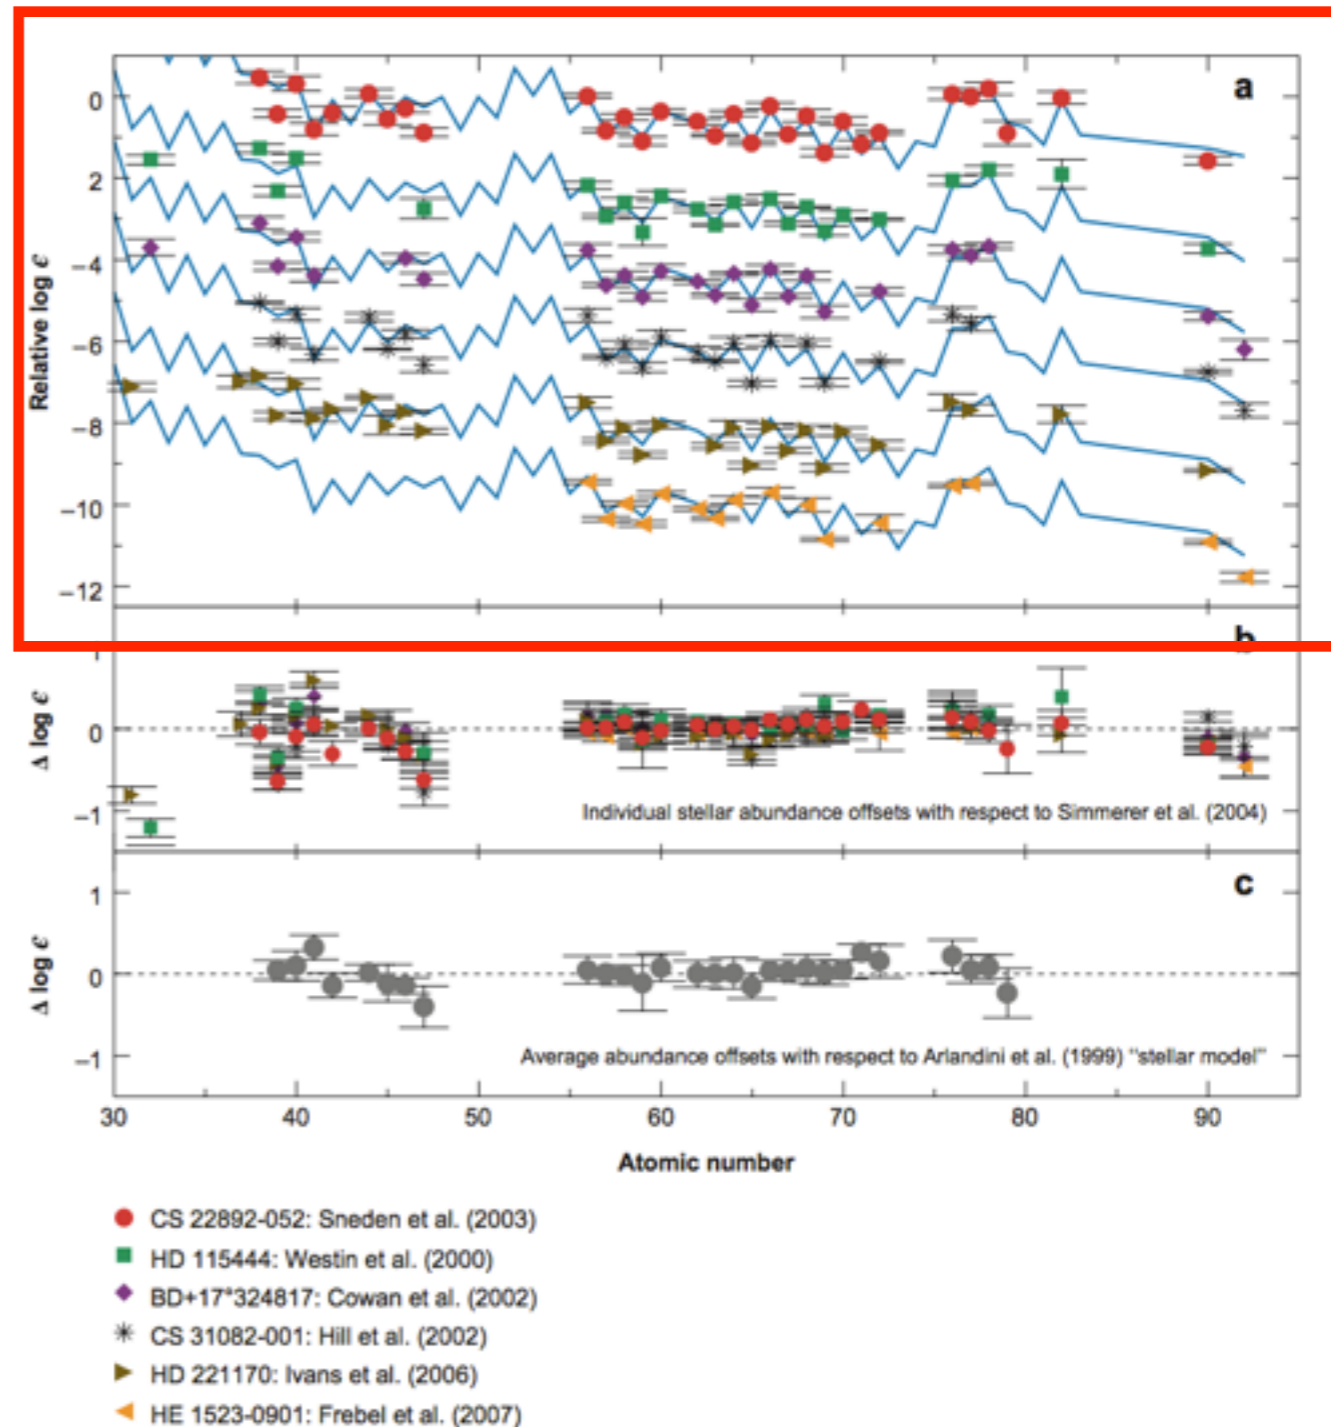 a
0
2
−4
−6
−8
−10
−12
Relative log ϵ
b
1
0
−1
Δ log ϵ
Individual stellar abundance offsets with respect to Simmerer et al. (2004)
c
1
0
−1
Δ log ϵ
Average abundance offsets with respect to Arlandini et al. (1999) "stellar model"
30 40 50 60 70 80 90
Atomic number
CS 22892-052: Sneden et al. (2003)
HD 115444: Westin et al. (2000)
BD+17°324817: Cowan et al. (2002)
CS 31082-001: Hill et al. (2002)
HD 221170: Ivans et al. (2006)
HE 1523-0901: Frebel et al. (2007)